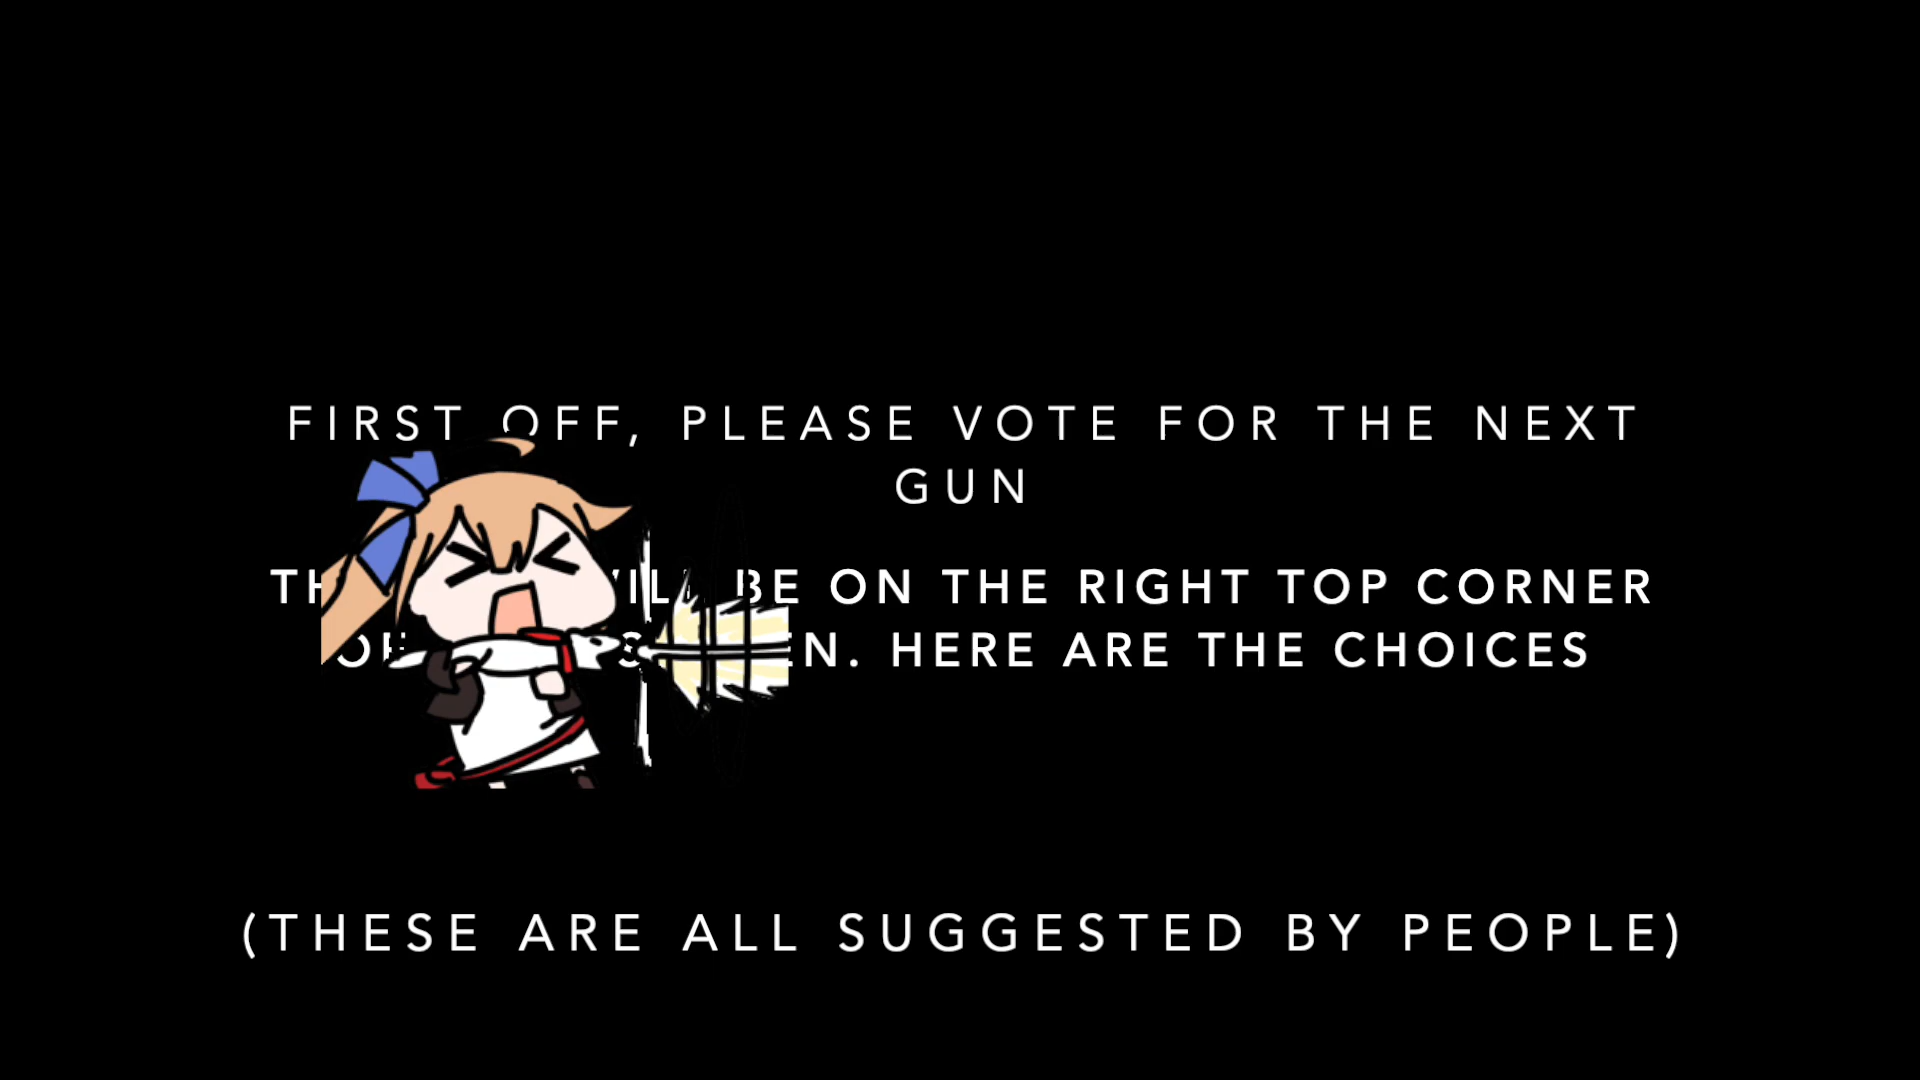 FIRST OFF, PLEASE VOTE FOR THE NEXT
GUN
BE ON THE RIGHT TOP CORNER
HERE ARE THE CHOICES
(THESE ARE ALL SUGGESTED BY PEOPLE)